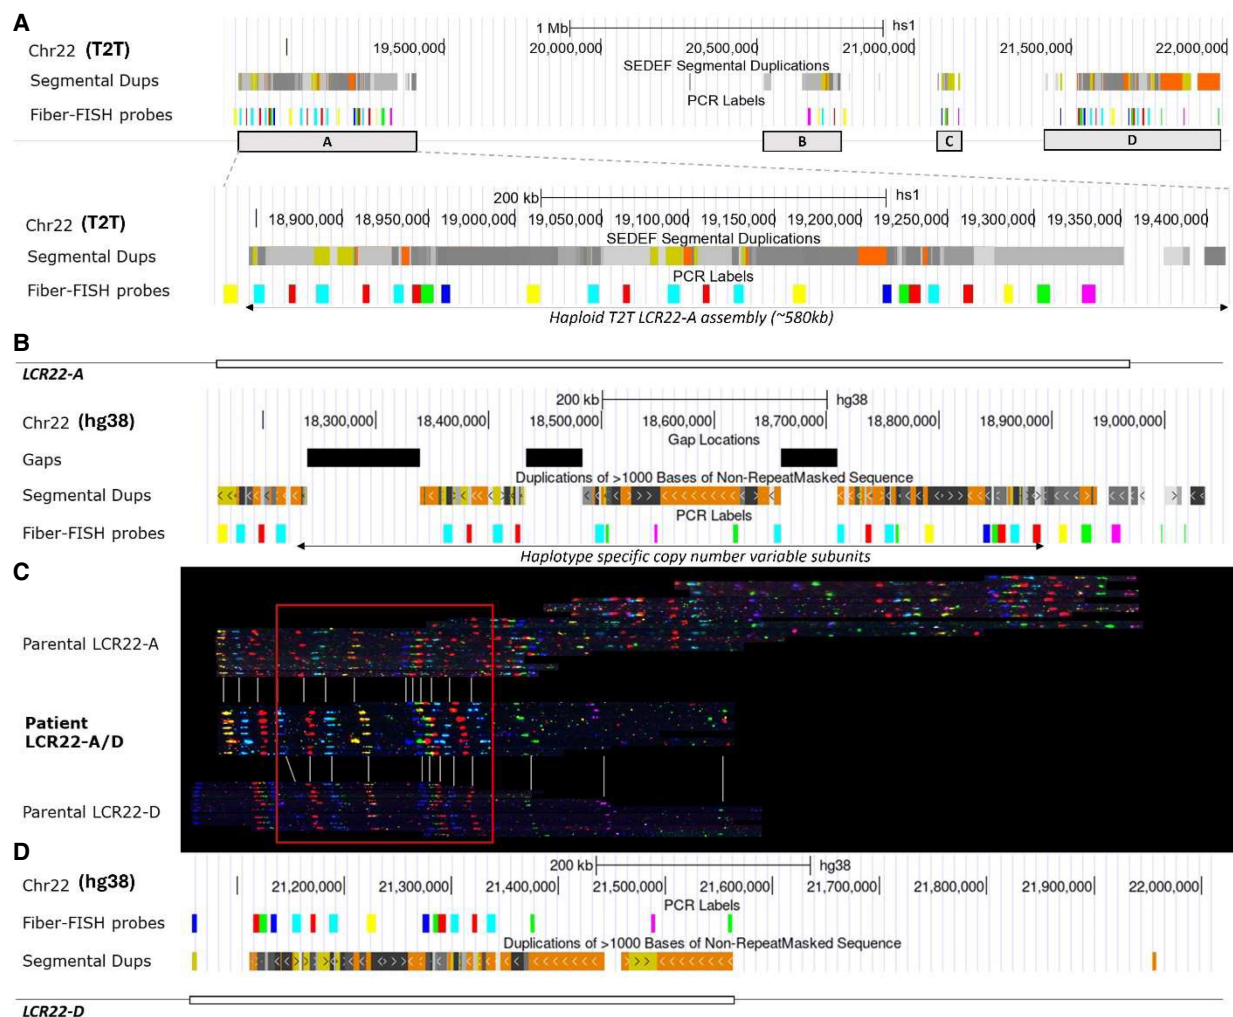 A
1 Mb hs1
Chr22 (T2T) 19,500,000 20,000,000 20,500,000 21,000,000 21,500,000 22,000,000
SEDEF Segmental Duplications
Segmental Dups
PCR Labels
Fiber-FISH probes
A B C D
200 kb hs1
Chr22 (T2T) 18,900,000 18,950,000 19,000,000 19,050,000 19,100,000 19,150,000 19,200,000 19,250,000 19,300,000 19,350,000 19,400,000
SEDEF Segmental Duplications
Segmental Dups
PCR Labels
Fiber-FISH probes
Haploid T2T LCR22-A assembly (~580kb)
B
LCR22-A
200 kb hg38
Chr22 (hg38) 18,300,000 18,400,000 18,500,000 18,600,000 18,700,000 18,800,000 18,900,000 19,000,000
Gap Locations
Gaps
Duplications of >1000 Bases of Non-RepeatMasked Sequence
Segmental Dups
PCR Labels
Fiber-FISH probes
Haplotype specific copy number variable subunits
C
Parental LCR22-A
Patient
LCR22-A/D
Parental LCR22-D
D
200 kb hg38
Chr22 (hg38) 21,200,000 21,300,000 21,400,000 21,500,000 21,600,000 21,700,000 21,800,000 21,900,000 22,000,000
PCR Labels
Fiber-FISH probes
Duplications of >1000 Bases of Non-RepeatMasked Sequence
Segmental Dups
LCR22-D